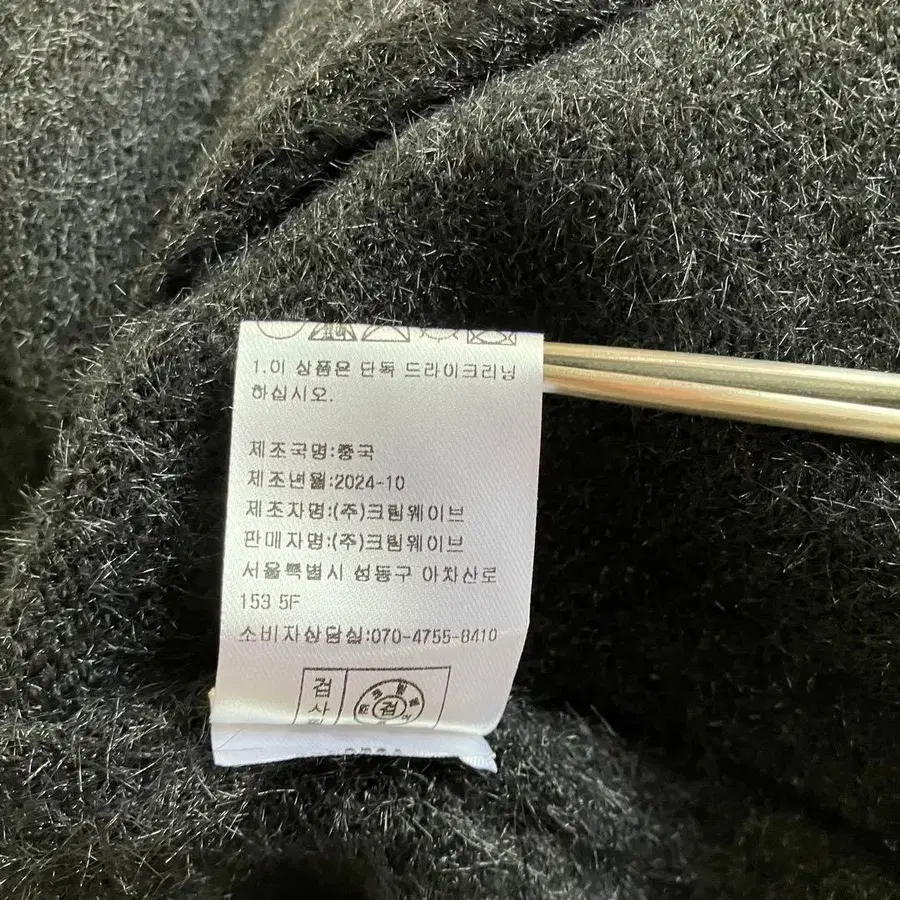 1.이 상품은 단독 드라이크리닝
하십시오.
제조국명:중국
제조년월:2024-10
제조자명:(주)크림웨이브
판매자명:(주)크림웨이브
서울특별시 성동구 아차산로
153 5F
소비자상담실:070-4755-8410
검
사
검